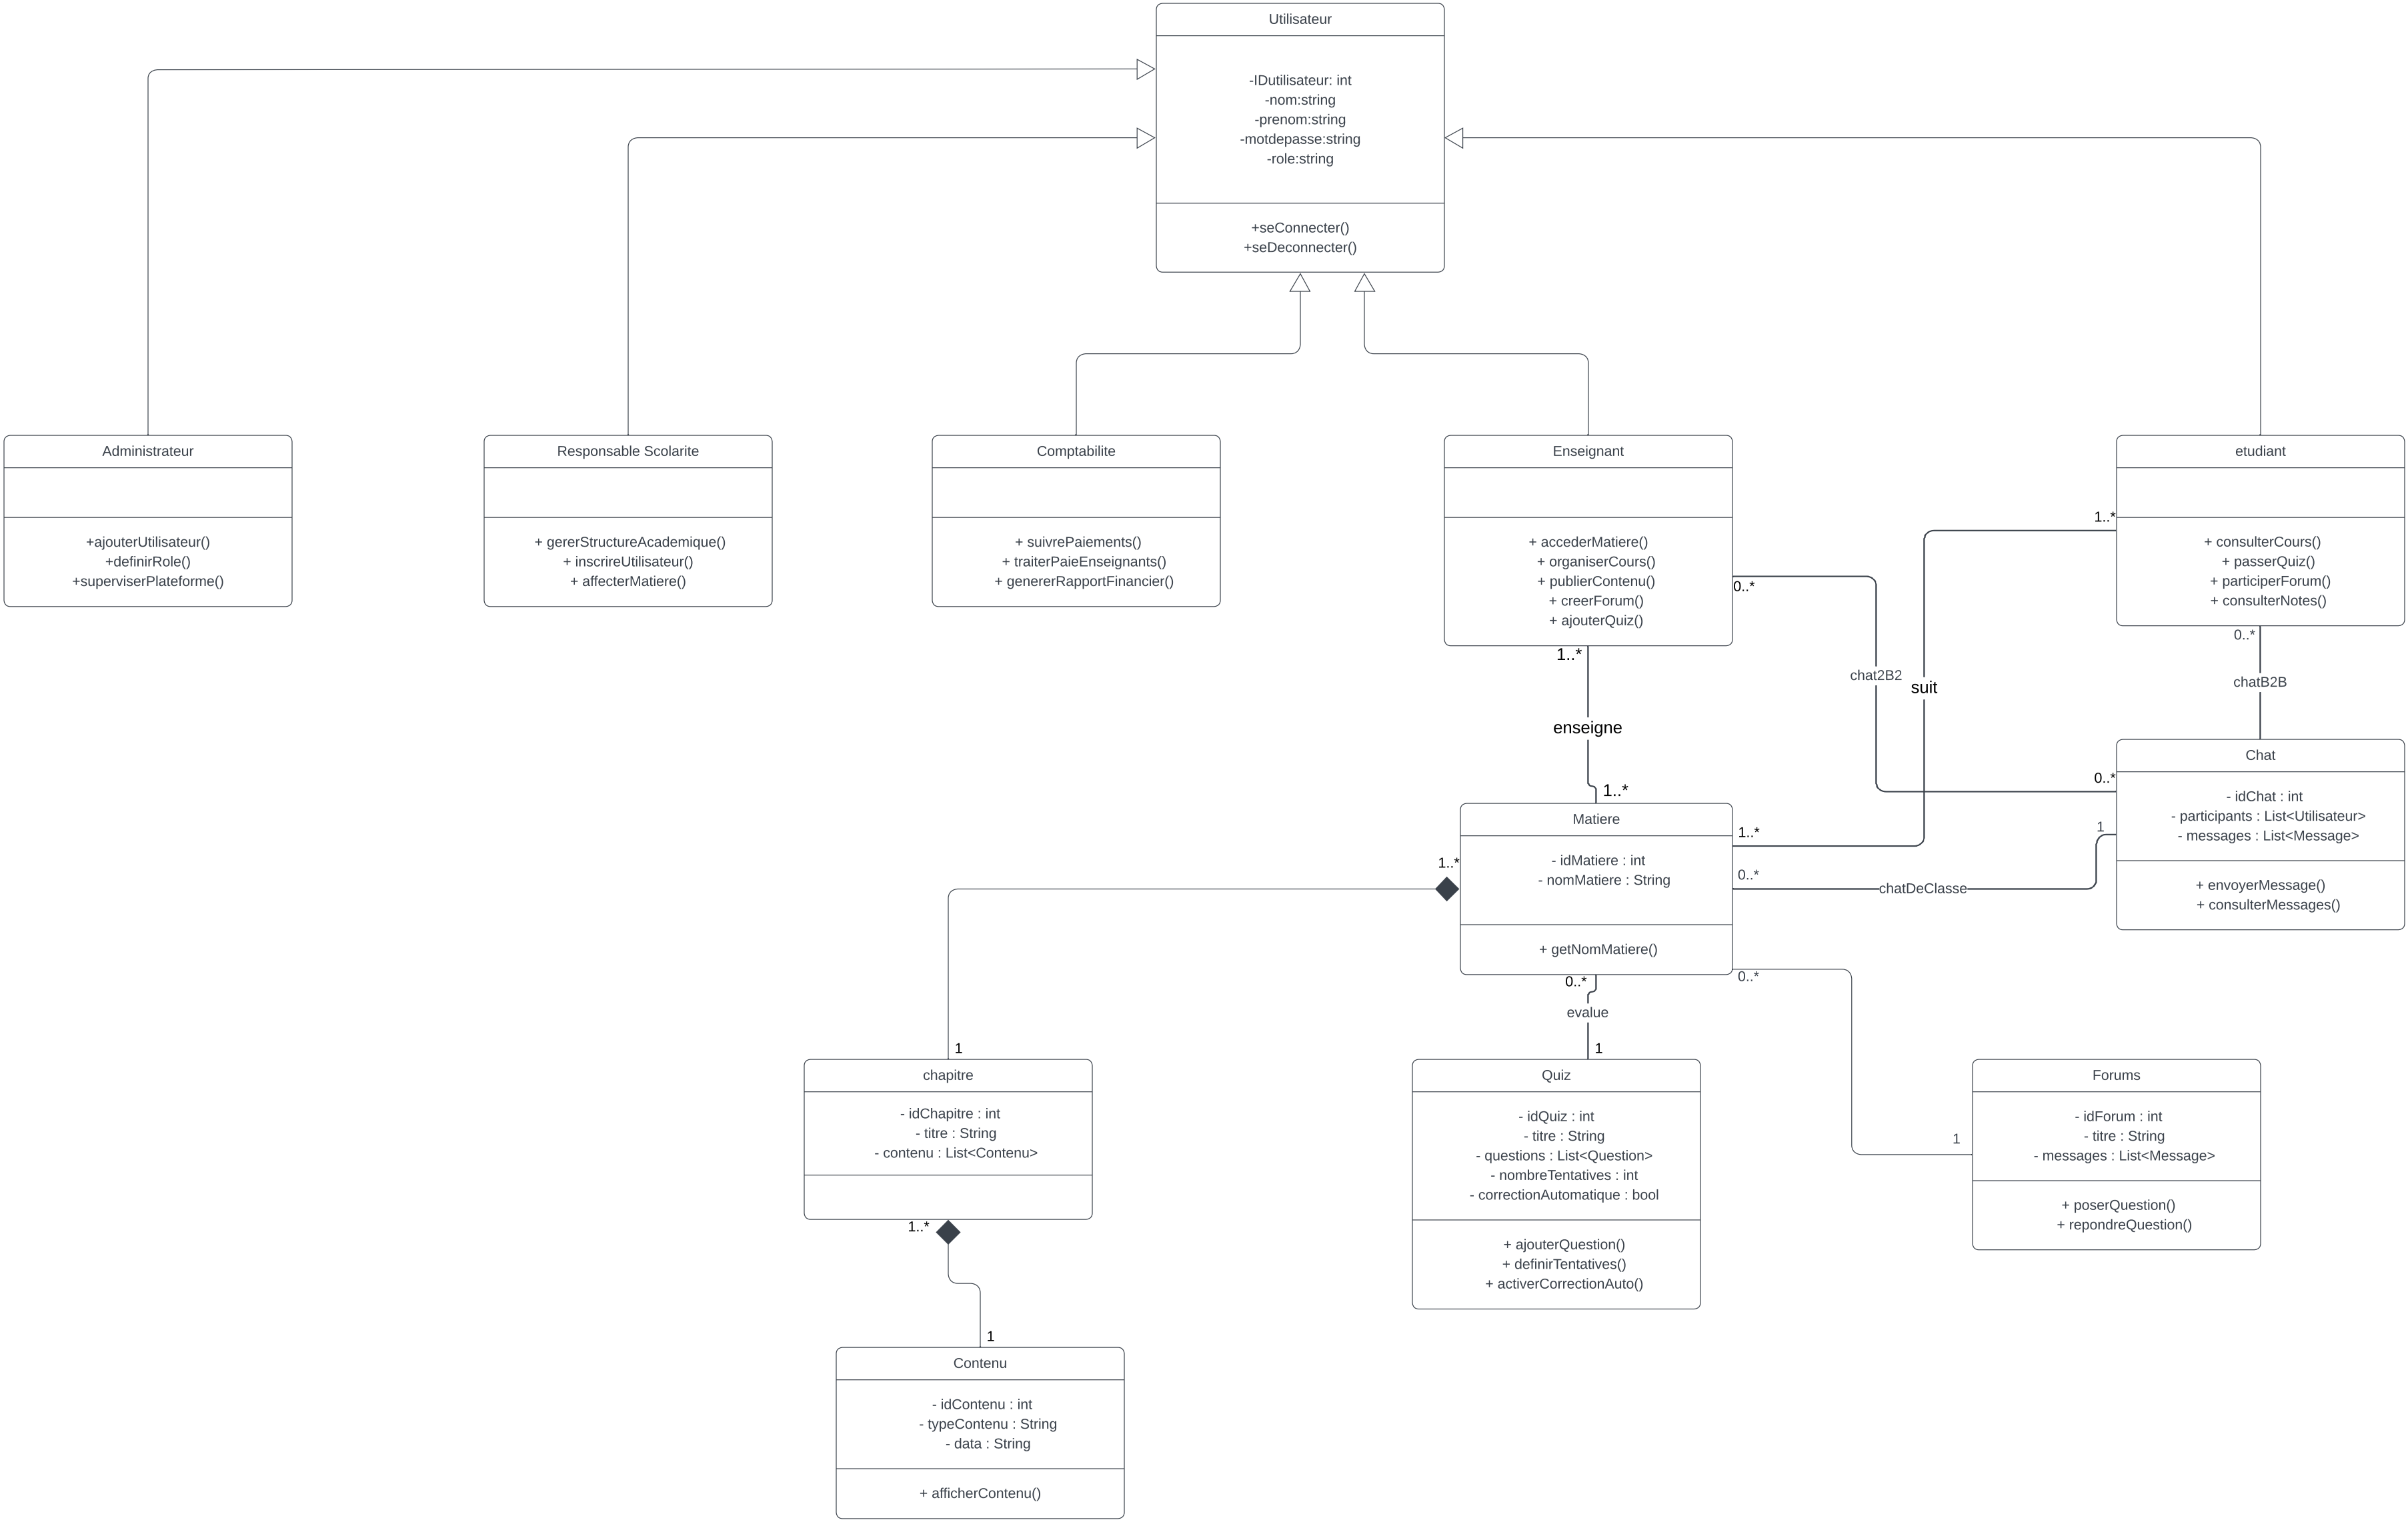 Utilisateur
-IDutilisateur: int
-nom:string
-prenom:string
-motdepasse:string
-role:string
+seConnecter()
+seDeconnecter()
Administrateur
+ajouterUtilisateur()
+definirRole()
+superviserPlateforme()
Responsable Scolarite
+ gererStructureAcademique()
+ inscrireUtilisateur()
+ affecterMatiere()
Comptabilite
+ suivrePaiements()
+ traiterPaieEnseignants()
+ genererRapportFinancier()
Enseignant
+ accederMatiere()
+ organiserCours()
+ publierContenu()
+ creerForum()
+ ajouterQuiz()
etudiant
+ consulterCours()
+ passerQuiz()
+ participerForum()
+ consulterNotes()
1..*
0..*
0..*
1..*
chat2B2
suit
chatB2B
enseigne
1..*
Chat
- idChat : int
- participants : List<Utilisateur>
- messages : List<Message>
+ envoyerMessage()
+ consulterMessages()
0..*
1
Matiere
- idMatiere : int
- nomMatiere : String
+ getNomMatiere()
1..*
1..*
0..*
chatDeClasse
0..*
0..*
evalue
1
1
1
chapitre
- idChapitre : int
- titre : String
- contenu : List<Contenu>
Quiz
- idQuiz : int
- titre : String
- questions : List<Question>
- nombreTentatives : int
- correctionAutomatique : bool
+ ajouterQuestion()
+ definirTentatives()
+ activerCorrectionAuto()
Forums
- idForum : int
- titre : String
- messages : List<Message>
+ poserQuestion()
+ repondreQuestion()
1..*
1
Contenu
- idContenu : int
- typeContenu : String
- data : String
+ afficherContenu()